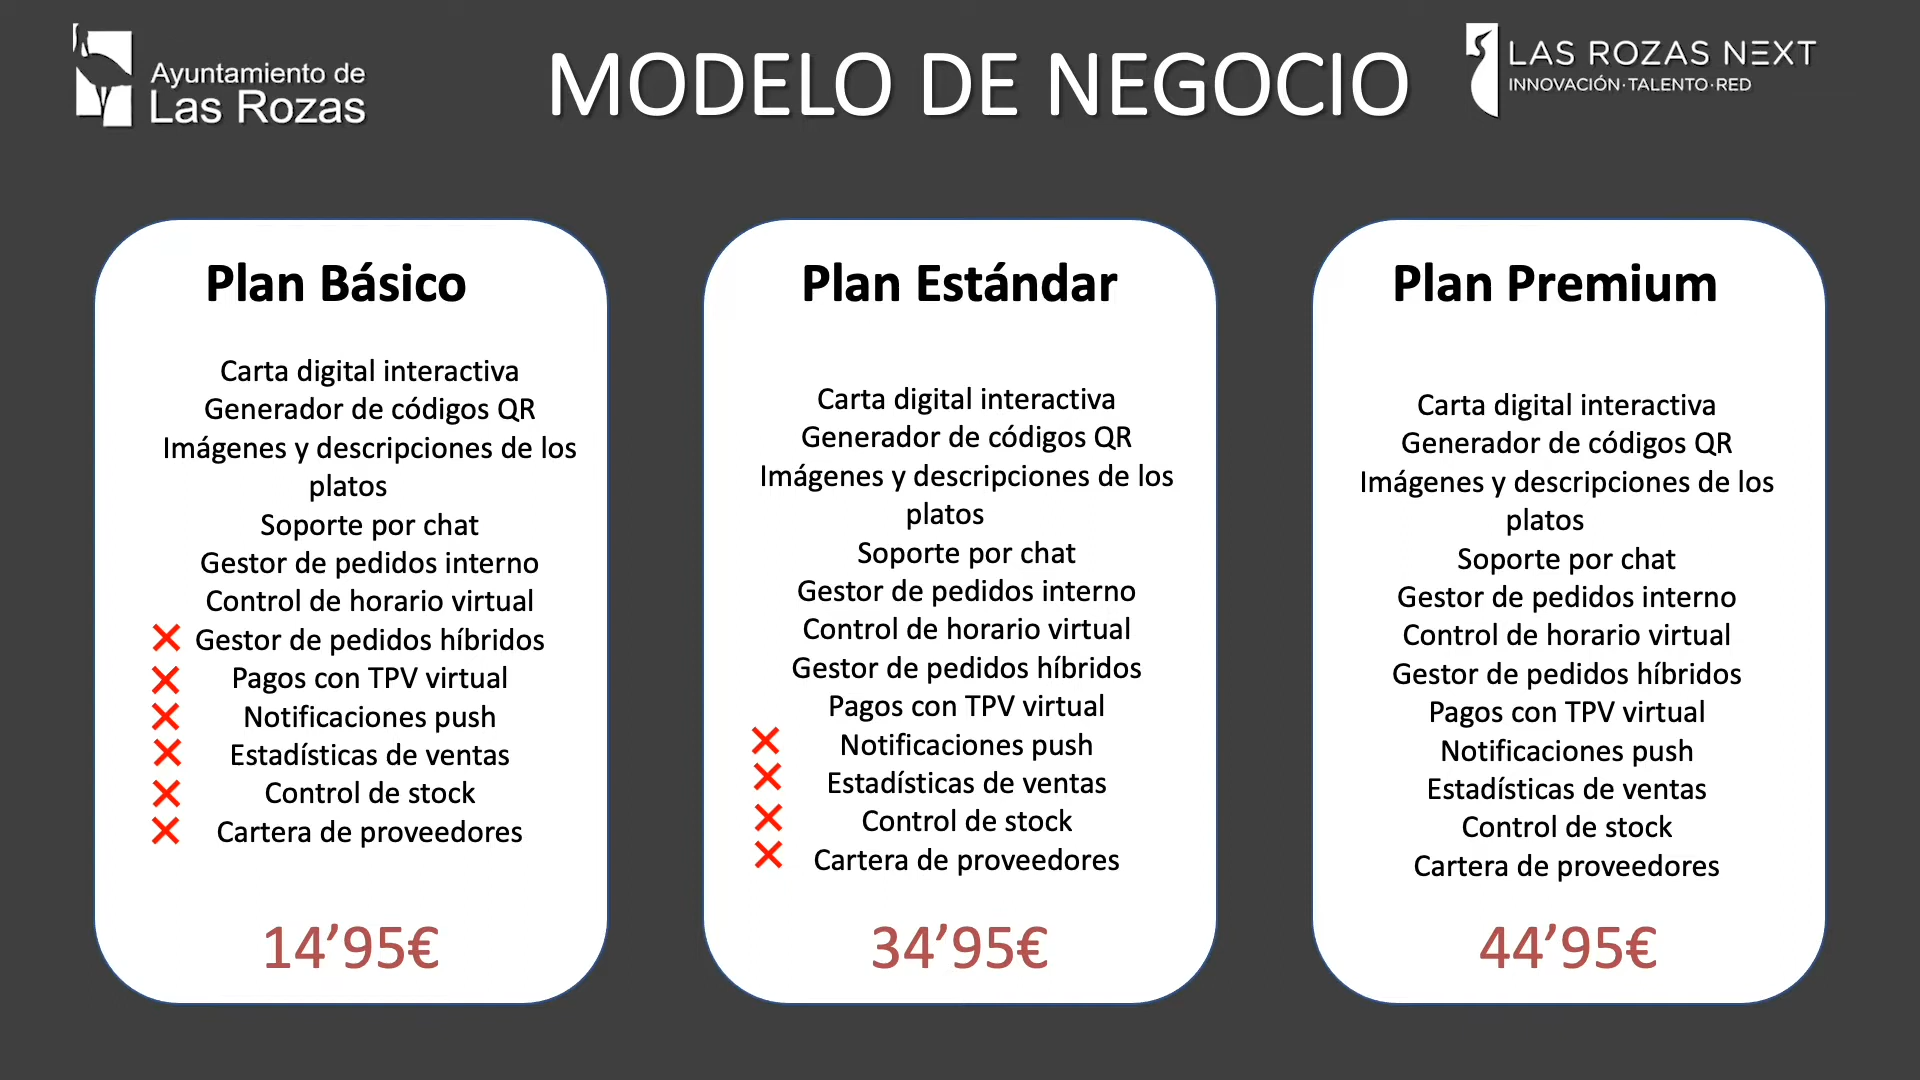 Ayuntamiento de
Las Rozas
MODELO DE NEGOCIO
LAS ROZAS NEXT
INNOVACIÓN·TALENTO·RED
Plan Básico
Carta digital interactiva
Generador de códigos QR
Imágenes y descripciones de los
platos
Soporte por chat
Gestor de pedidos interno
Control de horario virtual
Gestor de pedidos híbridos
Pagos con TPV virtual
Notificaciones push
Estadísticas de ventas
Control de stock
Cartera de proveedores
14’95€
Plan Estándar
Carta digital interactiva
Generador de códigos QR
Imágenes y descripciones de los
platos
Soporte por chat
Gestor de pedidos interno
Control de horario virtual
Gestor de pedidos híbridos
Pagos con TPV virtual
Notificaciones push
Estadísticas de ventas
Control de stock
Cartera de proveedores
34’95€
Plan Premium
Carta digital interactiva
Generador de códigos QR
Imágenes y descripciones de los
platos
Soporte por chat
Gestor de pedidos interno
Control de horario virtual
Gestor de pedidos híbridos
Pagos con TPV virtual
Notificaciones push
Estadísticas de ventas
Control de stock
Cartera de proveedores
44’95€